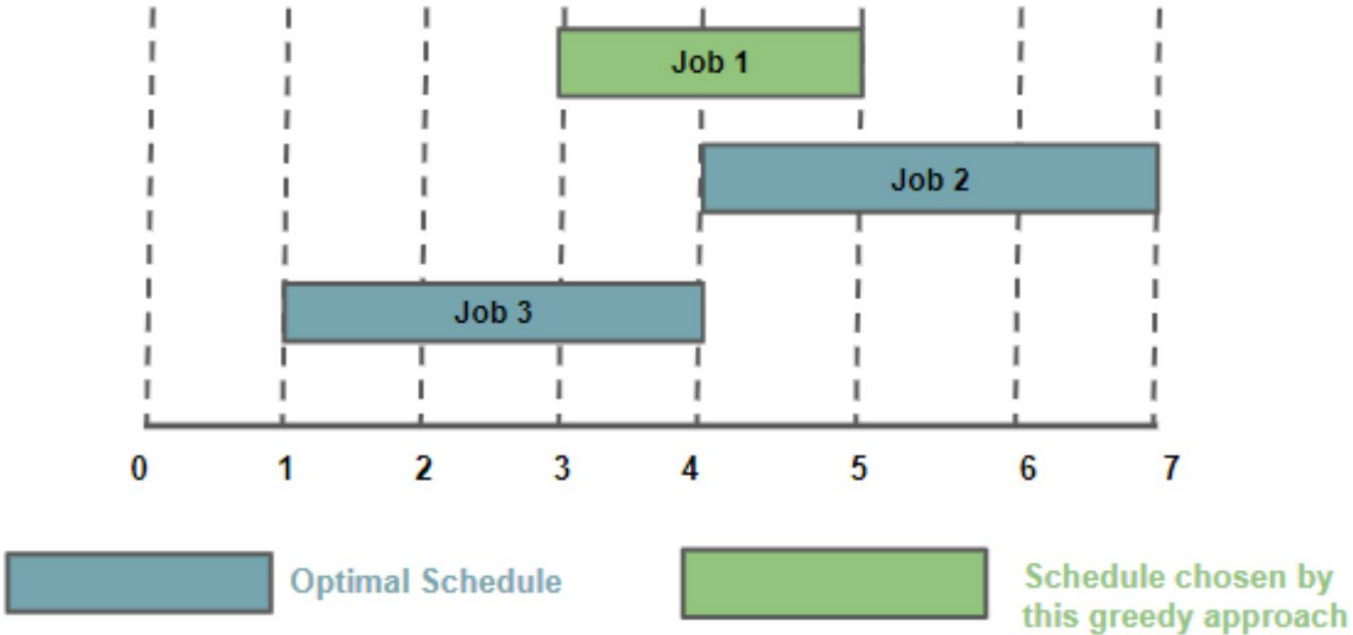 Job 1
Job 2
Job 3
0 1 2 3 4 5 6 7
Optimal Schedule
Schedule chosen by
this greedy approach